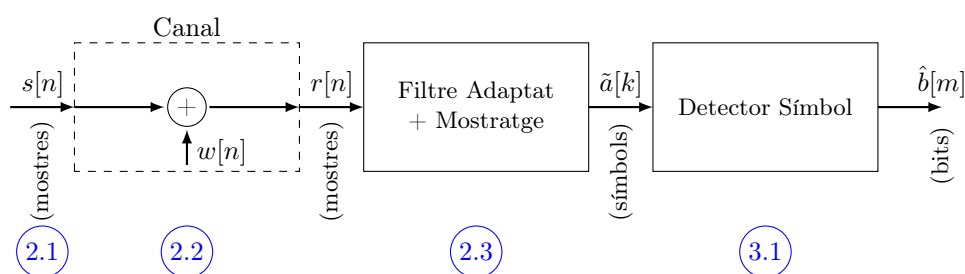 Canal
s[n]
+
w[n]
r[n]
Filtre Adaptat
+ Mostratge
ã[k]
Detector Símbol
b̂[m]
(mostres)
(mostres)
(símbols)
(bits)
2.1
2.2
2.3
3.1